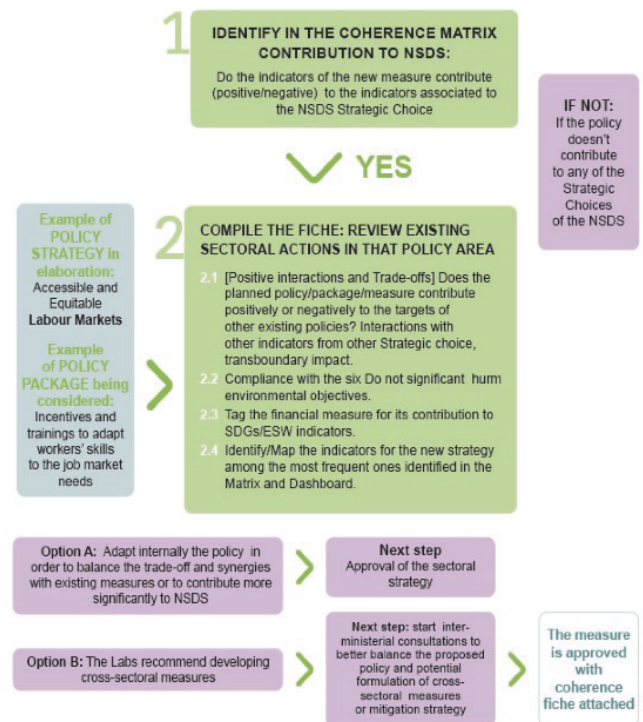 1
IDENTIFY IN THE COHERENCE MATRIX
CONTRIBUTION TO NSDS:
Do the indicators of the new measure contribute
(positive/negative) to the indicators associated to
the NSDS Strategic Choice
IF NOT:
If the policy
doesn't
contribute
to any of the
Strategic
Choices
of the NSDS
YES
Example of
POLICY
STRATEGY in
elaboration:
Accessible and
Equitable
Labour Markets
Example
of POLICY
PACKAGE being
considered:
Incentives and
trainings to adapt
workers' skills
to the job market
needs
2
COMPILE THE FICHE: REVIEW EXISTING
SECTORAL ACTIONS IN THAT POLICY AREA
2.1 [Positive interactions and Trade-offs] Does the
planned policy/package/measure contribute
positively or negatively to the targets of
other existing policies? Interactions with
other indicators from other Strategic choice,
transboundary impact.
2.2 Compliance with the six Do not significant hurm
environmental objectives.
2.3 Tag the financial measure for its contribution to
SDGs/ESW indicators.
2.4 Identify/Map the indicators for the new strategy
among the most frequent ones identified in the
Matrix and Dashboard.
Option A: Adapt internally the policy in
order to balance the trade-off and synergies
with existing measures or to contribute more
significantly to NSDS
Next step
Approval of the sectoral
strategy
Option B: The Labs recommend developing
cross-sectoral measures
Next step: start inter-
ministerial consultations to
better balance the proposed
policy and potential
formulation of cross-
sectoral measures
or mitigation strategy
The measure
is approved
with
coherence
fiche attached